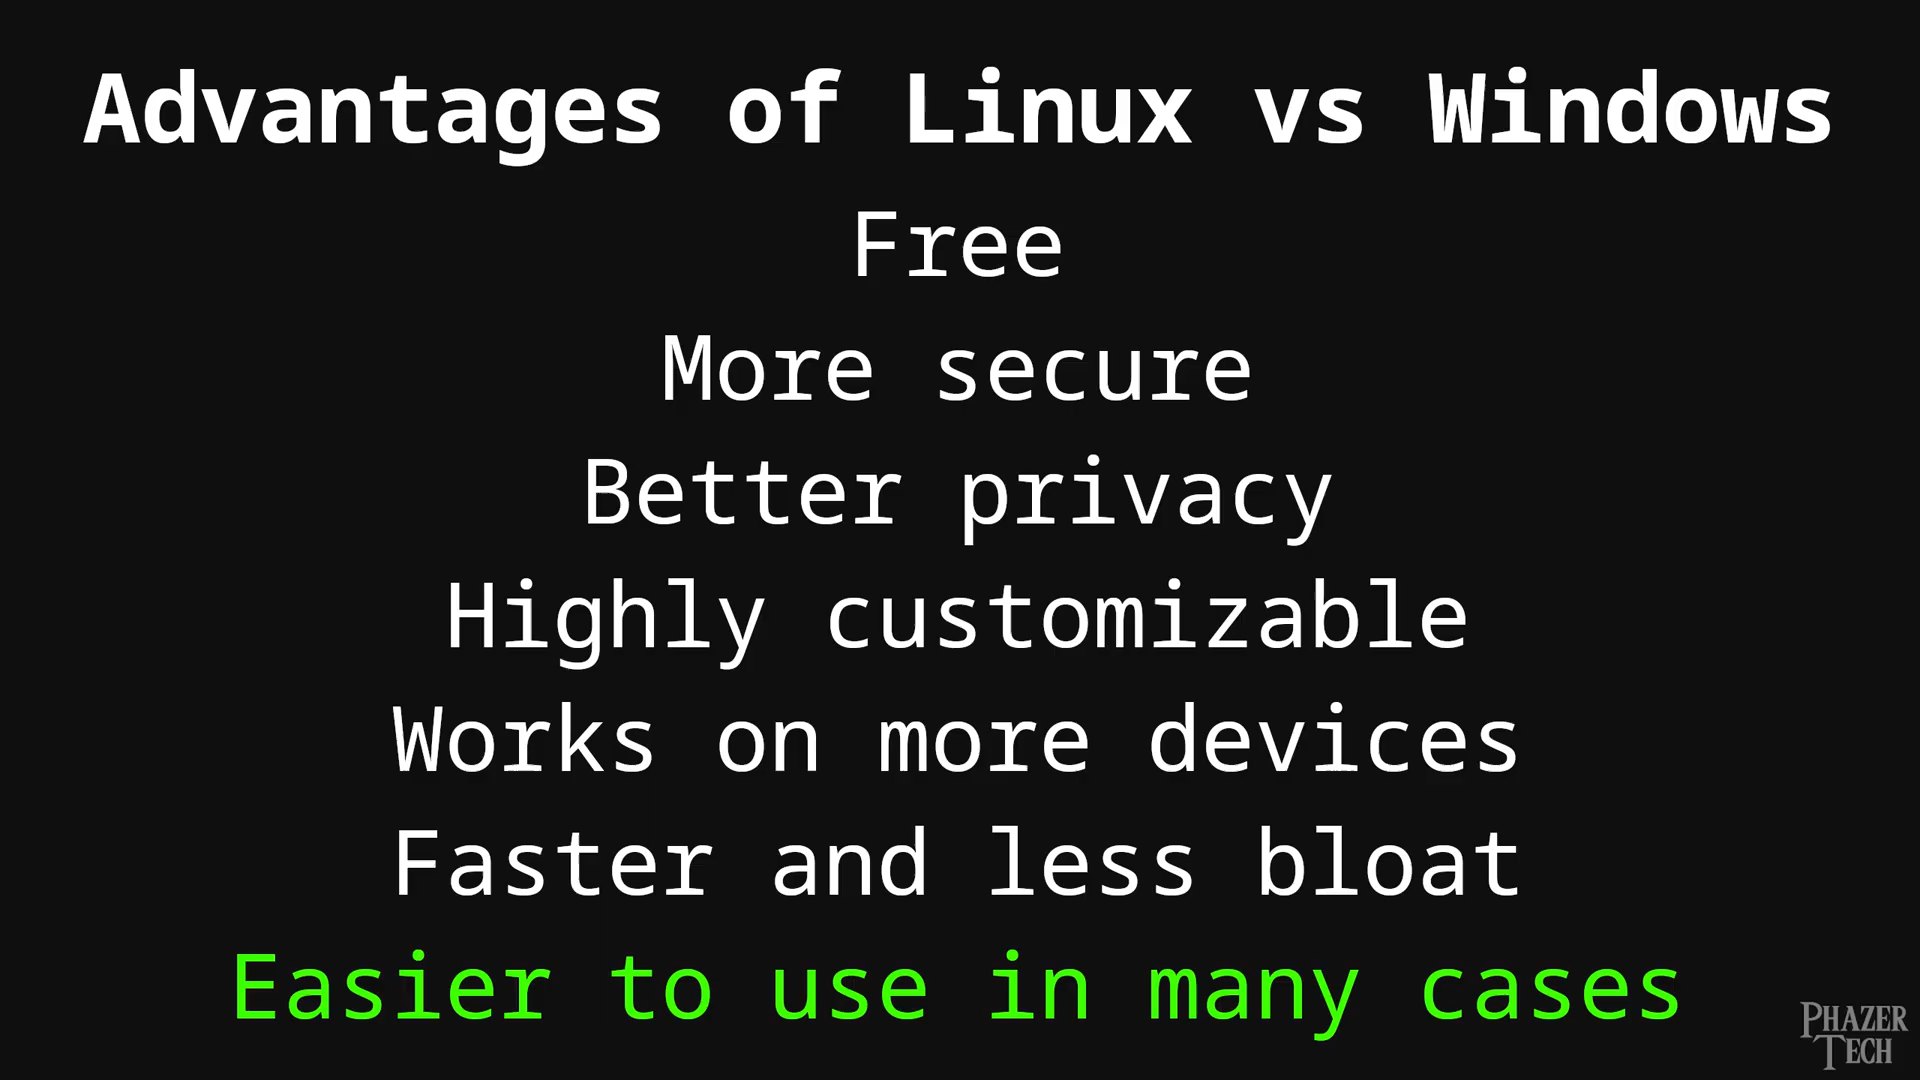 Advantages of Linux vs Windows
Free
More secure
Better privacy
Highly customizable
Works on more devices
Faster and less bloat
Easier to use in many cases
PHAZER
TECH